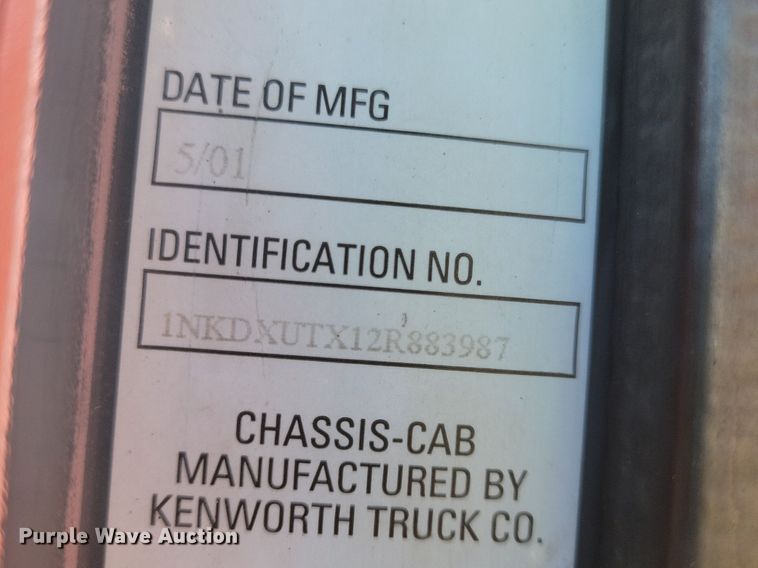 DATE OF MFG
5/01
IDENTIFICATION NO.
1NKDXUTX12R883987
CHASSIS-CAB
MANUFACTURED BY
KENWORTH TRUCK CO.
Purple Wave Auction